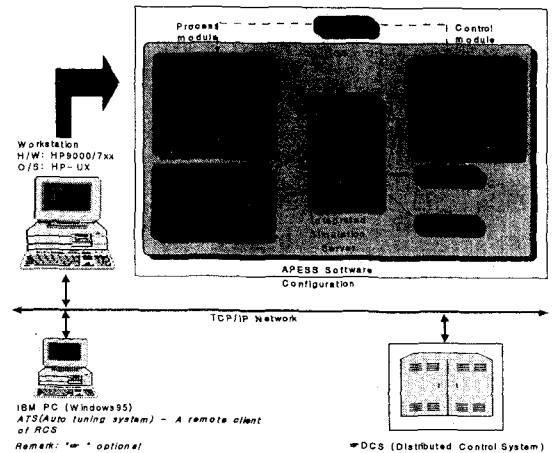 Process module
Control module
Workstation
H/W: HP9000/7xx
O/S: HP-UX
Integrated
Simulation
Server
APESS Software
Configuration
TCP/IP Network
IBM PC (Windows95)
ATS(Auto tuning system) - A remote client
of RCS
Remark: "☞" optional
☞DCS (Distributed Control System)